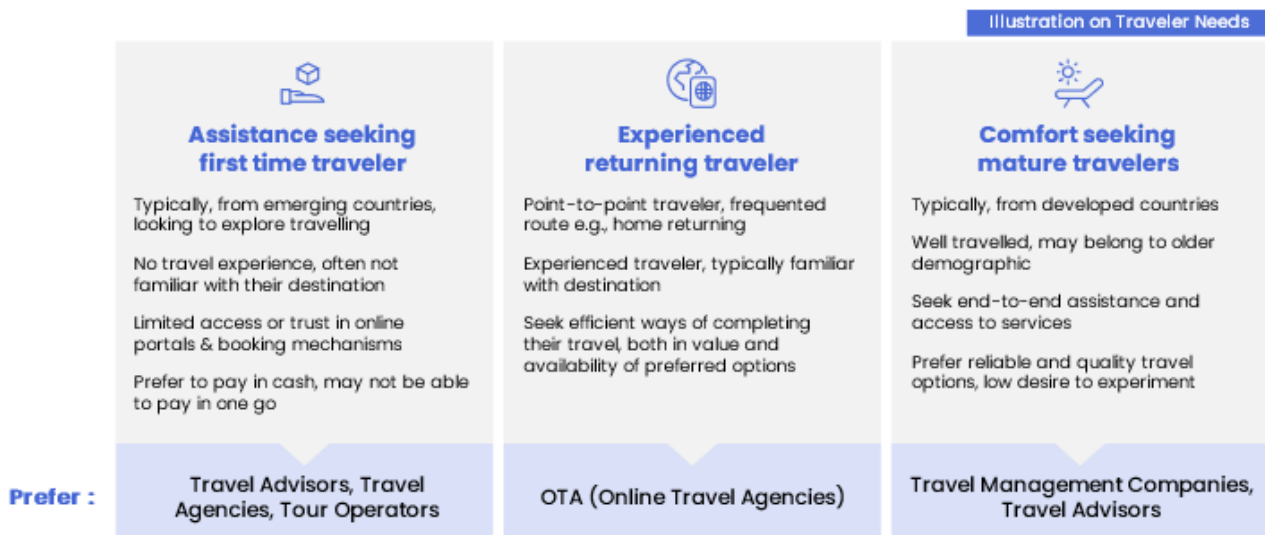 Illustration on Traveler Needs
Assistance seeking
first time traveler
Typically, from emerging countries,
looking to explore travelling
No travel experience, often not
familiar with their destination
Limited access or trust in online
portals & booking mechanisms
Prefer to pay in cash, may not be able
to pay in one go
Experienced
returning traveler
Point-to-point traveler, frequented
route e.g., home returning
Experienced traveler, typically familiar
with destination
Seek efficient ways of completing
their travel, both in value and
availability of preferred options
Comfort seeking
mature travelers
Typically, from developed countries
Well travelled, may belong to older
demographic
Seek end-to-end assistance and
access to services
Prefer reliable and quality travel
options, low desire to experiment
Prefer :
Travel Advisors, Travel
Agencies, Tour Operators
OTA (Online Travel Agencies)
Travel Management Companies,
Travel Advisors